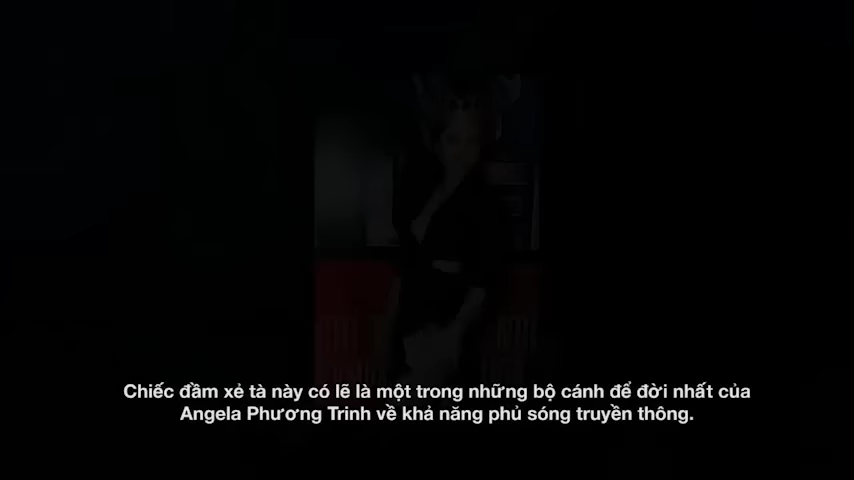 Chiếc đầm xẻ tà này có lẽ là một trong những bộ cánh để đời nhất của
Angela Phương Trinh về khả năng phủ sóng truyền thông.